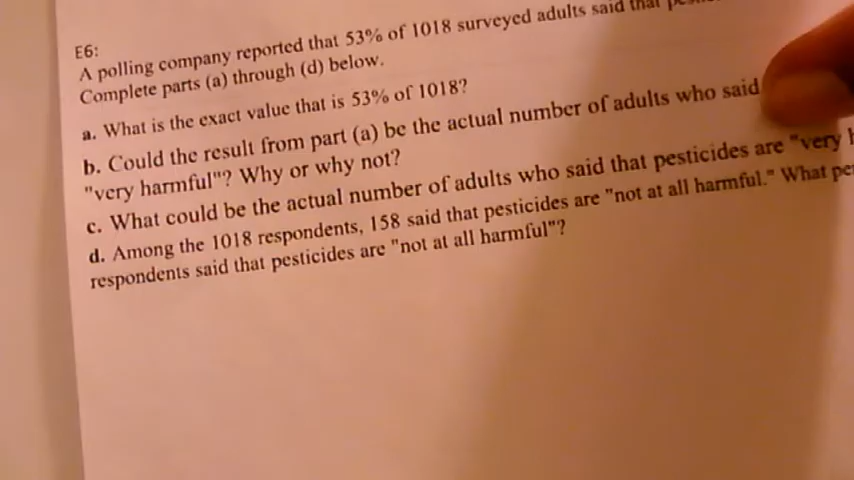 E6:
A polling company reported that 53% of 1018 surveyed adults said that
Complete parts (a) through (d) below.
a. What is the exact value that is 53% of 1018?
b. Could the result from part (a) be the actual number of adults who said
"very harmful"? Why or why not?
c. What could be the actual number of adults who said that pesticides are "very
d. Among the 1018 respondents, 158 said that pesticides are "not at all harmful." What
respondents said that pesticides are "not at all harmful"?